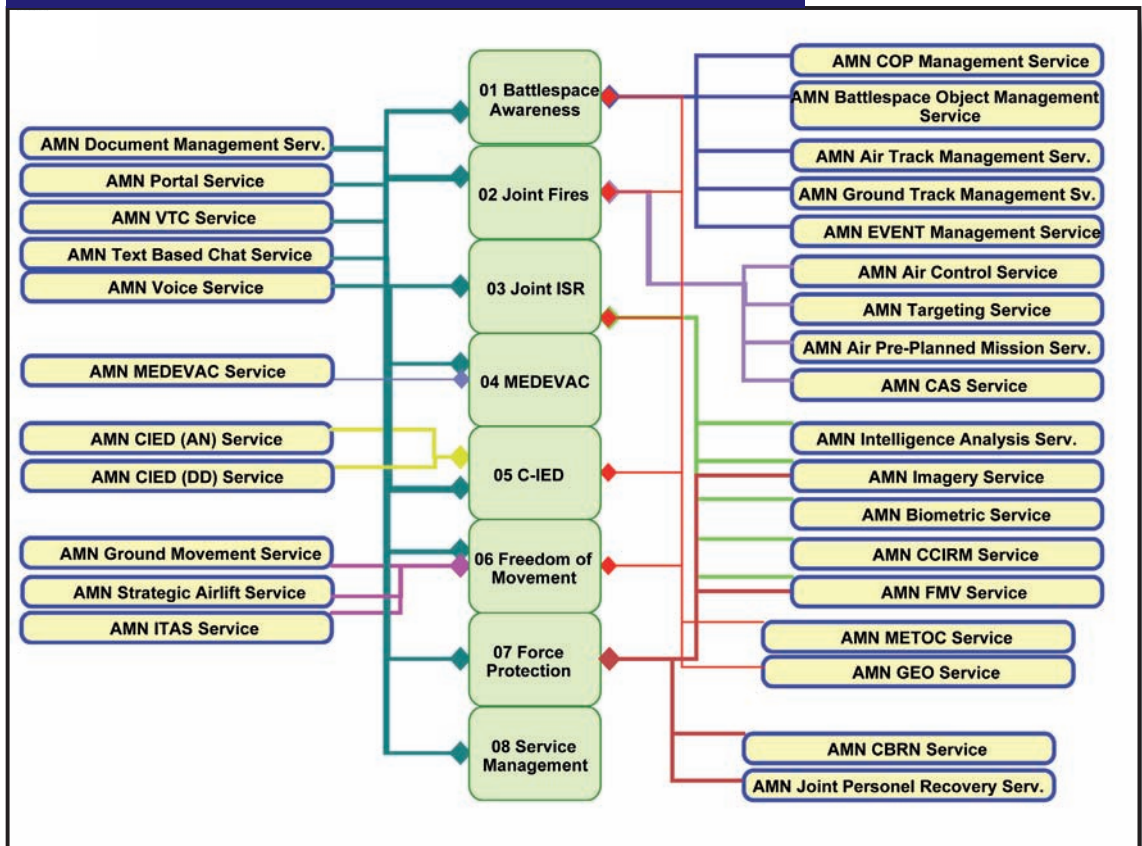 AMN Document Management Serv.
AMN Portal Service
AMN VTC Service
AMN Text Based Chat Service
AMN Voice Service
AMN MEDEVAC Service
AMN CIED (AN) Service
AMN CIED (DD) Service
AMN Ground Movement Service
AMN Strategic Airlift Service
AMN ITAS Service
01 Battlespace
Awareness
02 Joint Fires
03 Joint ISR
04 MEDEVAC
05 C-IED
06 Freedom of
Movement
07 Force
Protection
08 Service
Management
AMN COP Management Service
AMN Battlespace Object Management
Service
AMN Air Track Management Serv.
AMN Ground Track Management Sv.
AMN EVENT Management Service
AMN Air Control Service
AMN Targeting Service
AMN Air Pre-Planned Mission Serv.
AMN CAS Service
AMN Intelligence Analysis Serv.
AMN Imagery Service
AMN Biometric Service
AMN CCIRM Service
AMN FMV Service
AMN METOC Service
AMN GEO Service
AMN CBRN Service
AMN Joint Personel Recovery Serv.